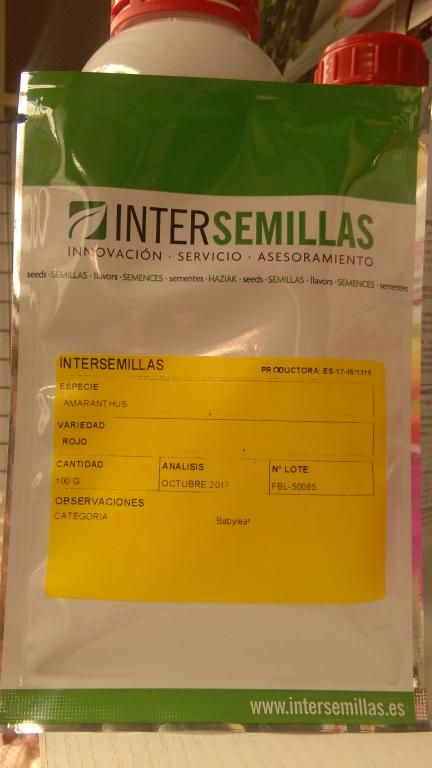 INTERSEMILLAS
INNOVACIÓN · SERVICIO · ASESORAMIENTO
seeds · SEMILLAS · llavors · SEMENCES · sementes · HAZIAK · seeds · SEMILLAS · llavors · SEMENCES · sementes
INTERSEMILLAS PRODUCTORA: ES-17-46/1319
ESPECIE
AMARANTHUS
VARIEDAD
ROJO
CANTIDAD ANALISIS Nº LOTE
100 G OCTUBRE FBL-50085
OBSERVACIONES
CATEGORIA Babyleaf
www.intersemillas.es